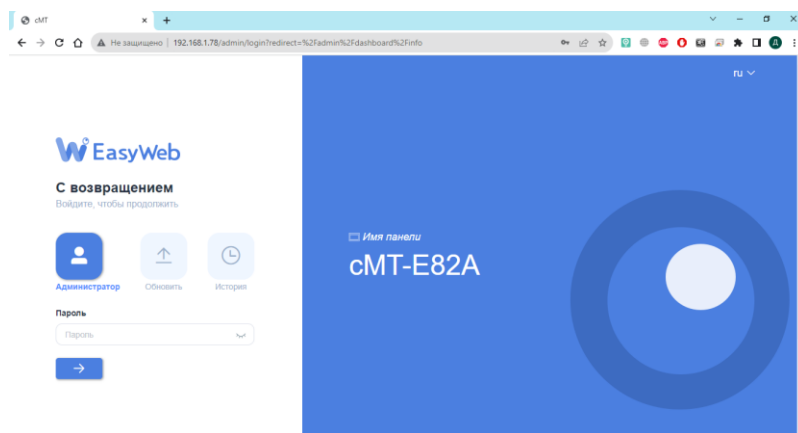 cMT
Не защищено | 192.168.1.78/admin/login?redirect=%2Fadmin%2Fdashboard%2Finfo
ru
EasyWeb
С возвращением
Войдите, чтобы продолжить
Имя панели
cMT-E82A
Администратор Обновить История
Пароль
Пароль